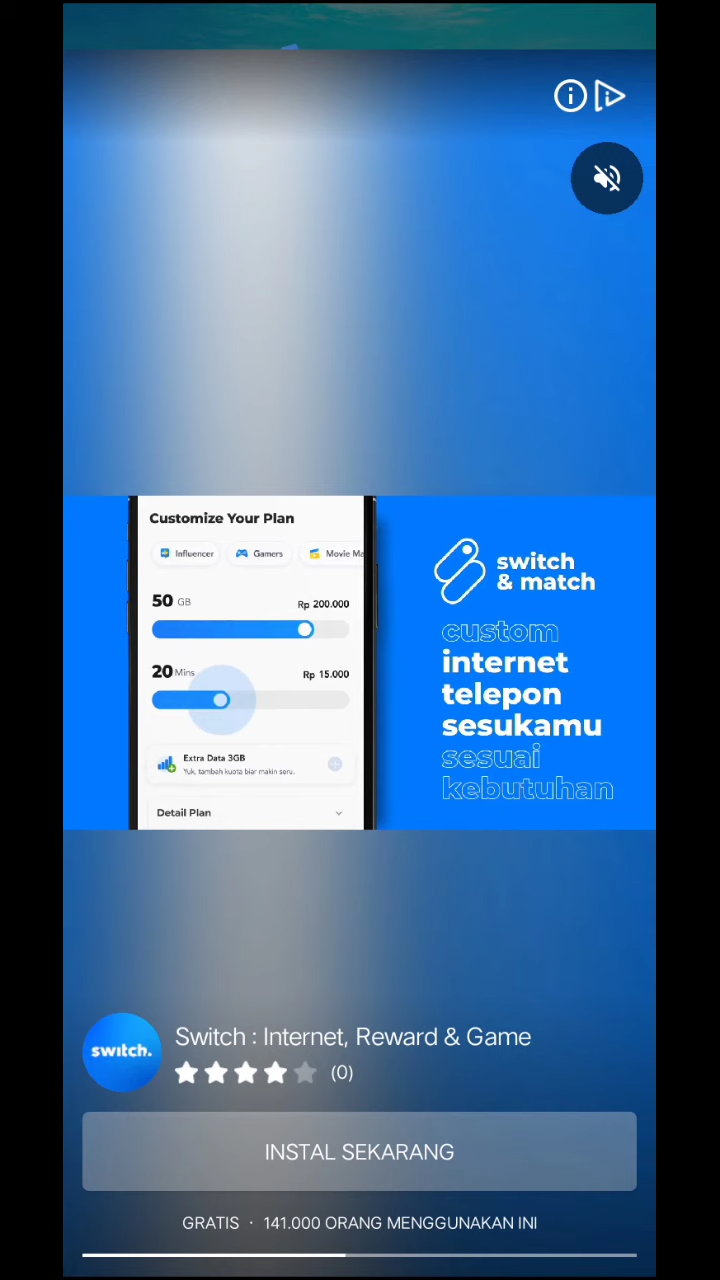 Customize Your Plan
Influencer
Gamers
Movie Ma
50 GB
Rp 200.000
20 Mins
Rp 15.000
Extra Data 3GB
Yuk, tambah kuota biar makin seru.
Detail Plan
switch
& match
custom
internet
telepon
sesukamu
sesuai
kebutuhan
switch.
Switch : Internet, Reward & Game
(0)
INSTAL SEKARANG
GRATIS · 141.000 ORANG MENGGUNAKAN INI